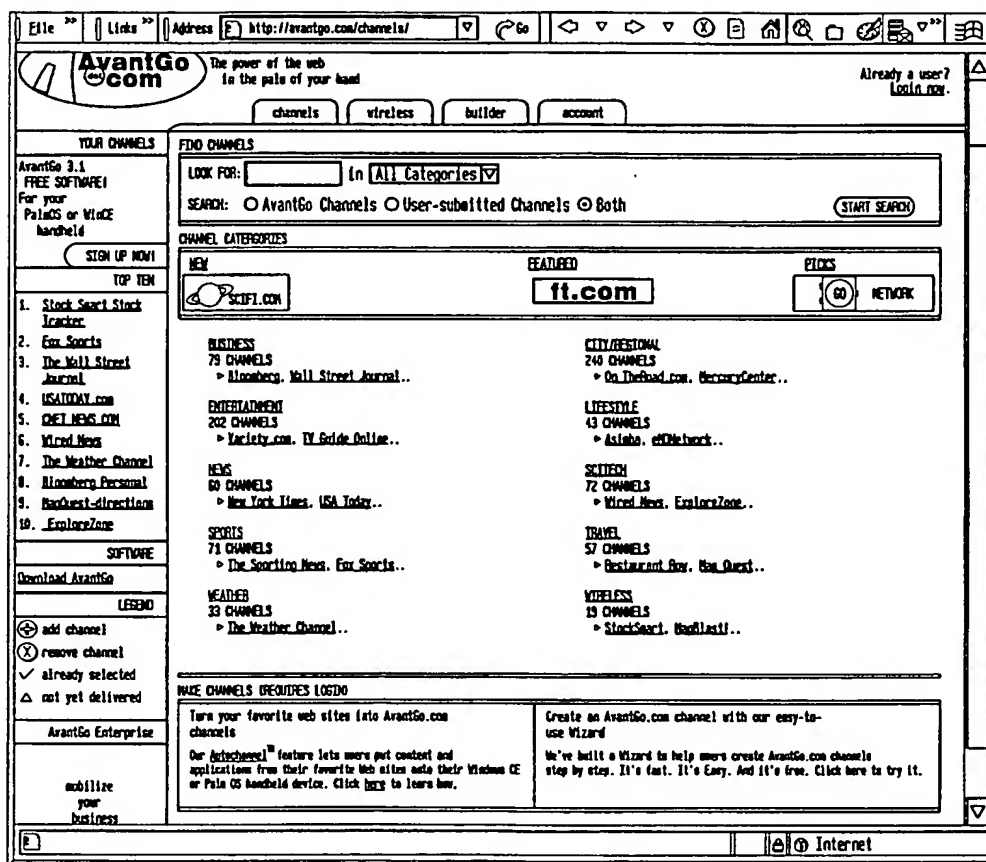 File >> Links >> Address http://avantgo.com/channels/ Go
AvantGo
.com
The power of the web
in the palm of your hand
Already a user?
Login now.
channels wireless builder account
YOUR CHANNELS
AvantGo 3.1
FREE SOFTWARE!
For your
PalmOS or WinCE
handheld
SIGN UP NOW!
TOP TEN
1. Stock Smart Stock
Tracker
2. Fox Sports
3. The Wall Street
Journal
4. USATODAY.com
5. CNET NEWS.COM
6. Wired News
7. The Weather Channel
8. Bloomberg Personal
9. MapQuest-directions
10. ExploreZone
SOFTWARE
Download AvantGo
LEGEND
add channel
remove channel
already selected
not yet delivered
AvantGo Enterprise
mobilize
your
business
FIND CHANNELS
LOOK FOR: in All Categories
SEARCH: AvantGo Channels User-submitted Channels Both START SEARCH
CHANNEL CATERGORIES
NEW FEATURED PICKS
SCIFI.COM ft.com GO NETWORK
BUSINESS
79 CHANNELS
Bloomberg, Wall Street Journal..
ENTERTAINMENT
202 CHANNELS
Variety.com, TV Guide Online..
NEWS
60 CHANNELS
New York Times, USA Today..
SPORTS
71 CHANNELS
The Sporting News, Fox Sports..
WEATHER
33 CHANNELS
The Weather Channel..
CITY/REGIONAL
240 CHANNELS
On TheRoad.com, MercuryCenter..
LIFESTYLE
43 CHANNELS
Asimba,
SCITECH
72 CHANNELS
Wired News, ExploreZone..
TRAVEL
57 CHANNELS
Restaurant Row, Map Quest..
WIRELESS
19 CHANNELS
StockSmart, MapBlast!..
MAKE CHANNELS (REQUIRES LOGIN)
Turn your favorite web sites into AvantGo.com
channels
Our Autochannel™ feature lets users put content and
applications from their favorite Web sites onto their Windows CE
or Palm OS handheld device. Click here to learn how.
Create an AvantGo.com channel with our easy-to-
use Wizard
We've built a Wizard to help users create AvantGo.com channels
step by step. It's fast. It's Easy. And it's free. Click here to try it.
Internet